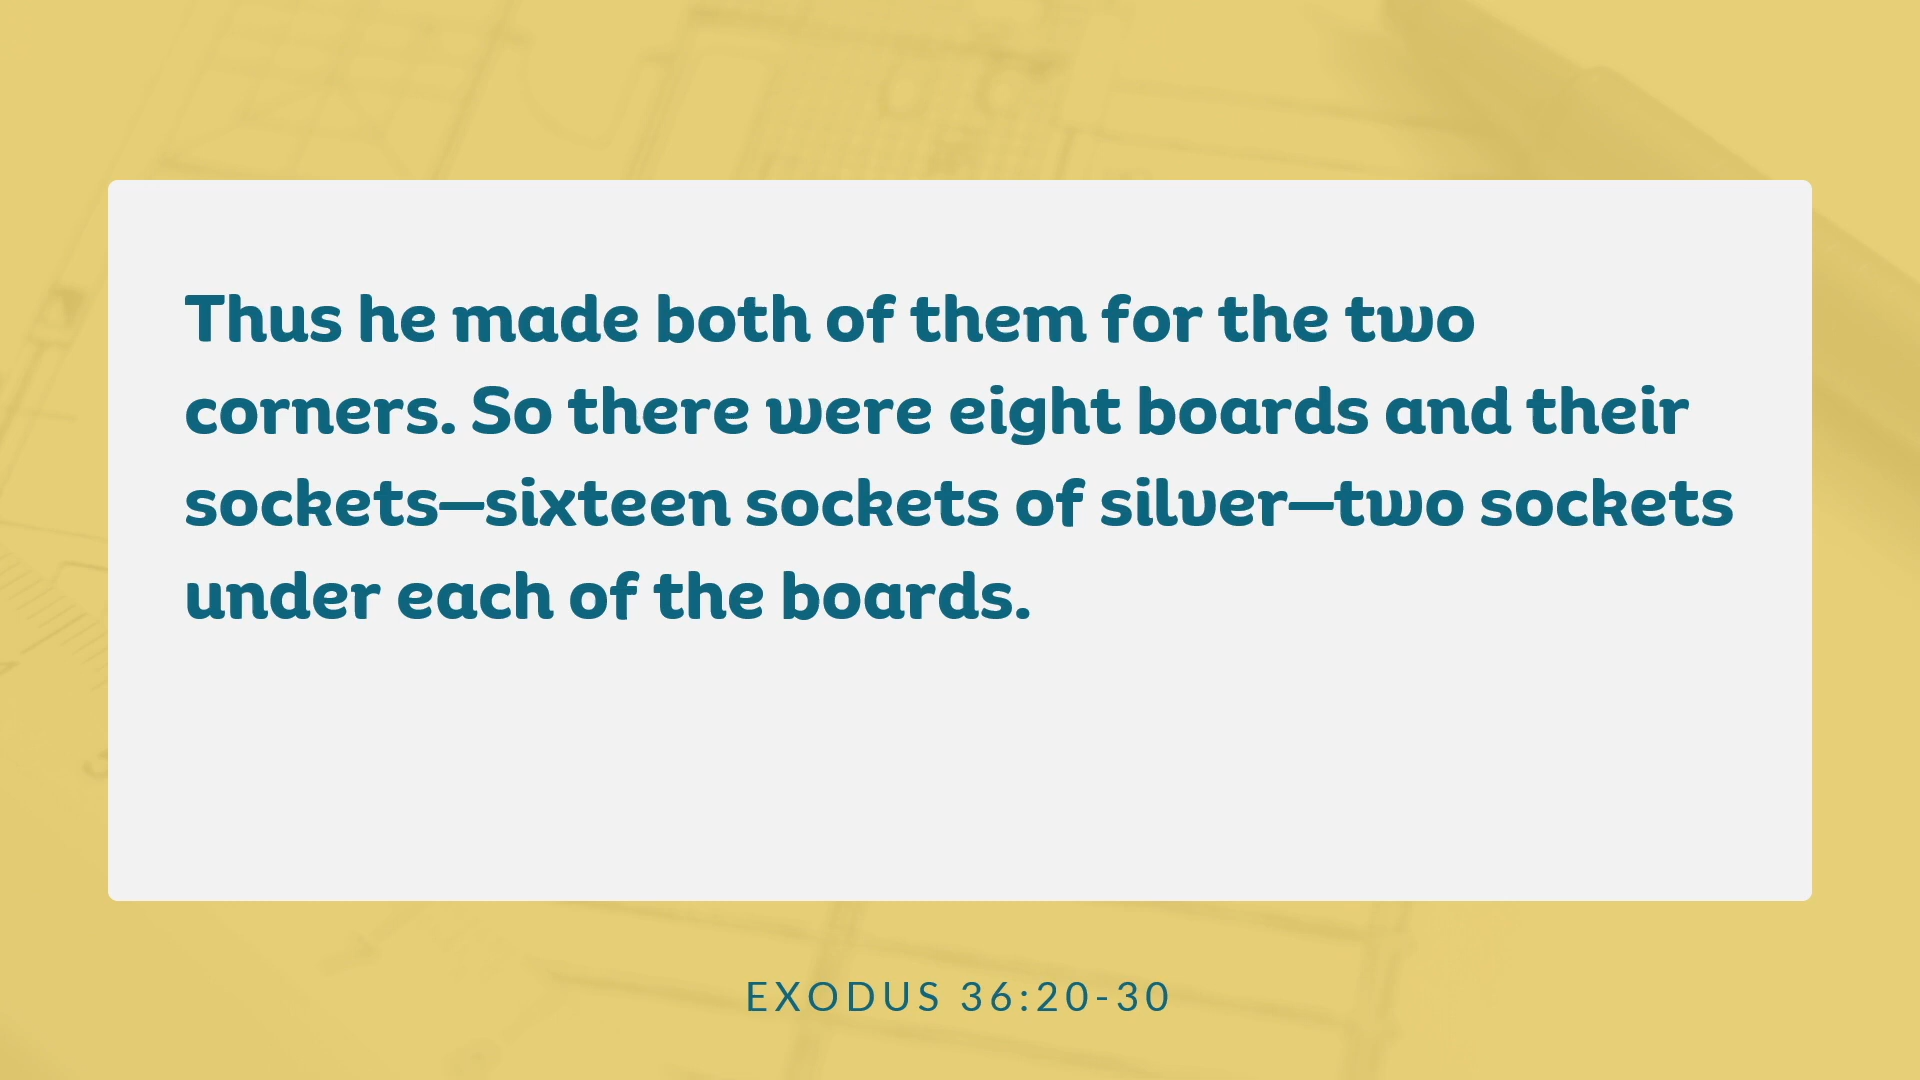 Thus he made both of them for the two
corners. So there were eight boards and their
sockets—sixteen sockets of silver—two sockets
under each of the boards.
EXODUS 36:20-30